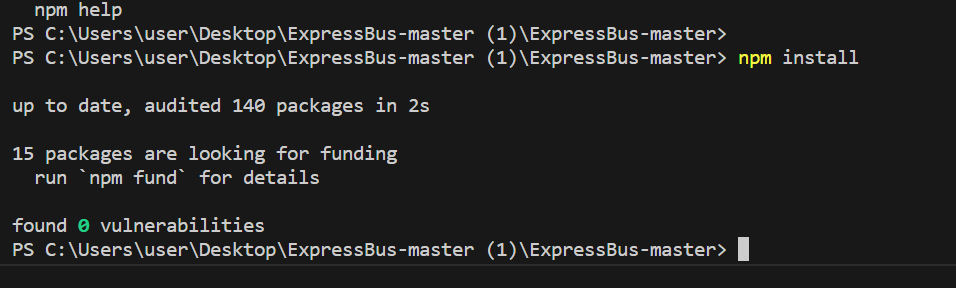 npm help
PS C:\Users\user\Desktop\ExpressBus-master (1)\ExpressBus-master>
PS C:\Users\user\Desktop\ExpressBus-master (1)\ExpressBus-master> npm install
up to date, audited 140 packages in 2s
15 packages are looking for funding
run `npm fund` for details
found 0 vulnerabilities
PS C:\Users\user\Desktop\ExpressBus-master (1)\ExpressBus-master>